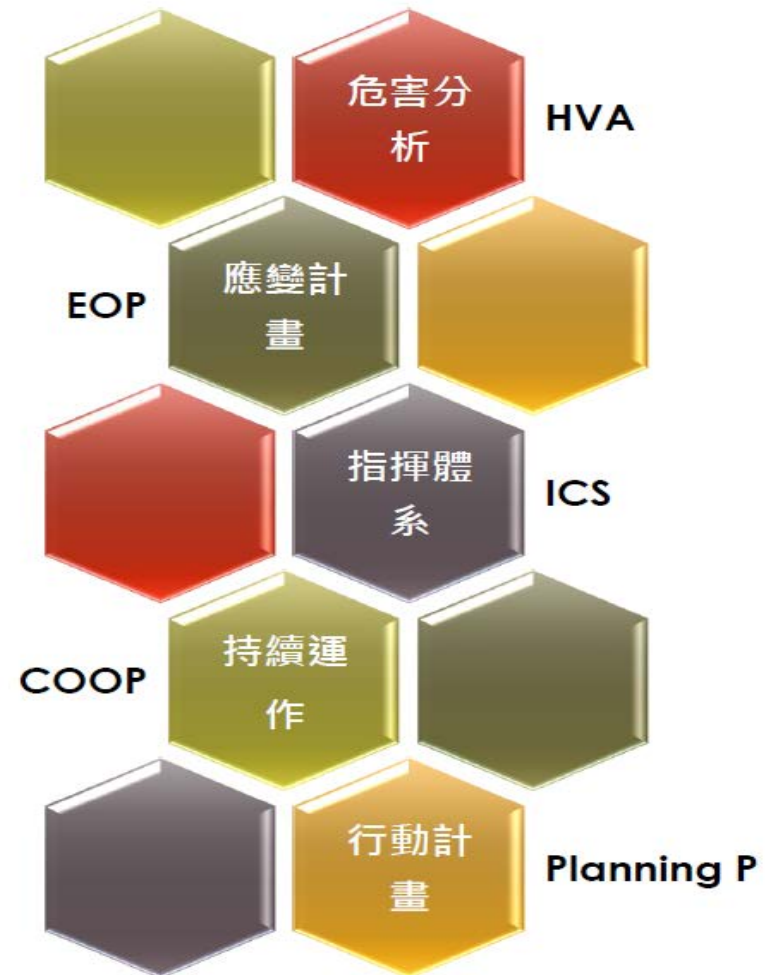 危害分
析
HVA
EOP
應變計
畫
指揮體
系
ICS
COOP
持續運
作
行動計
畫
Planning P